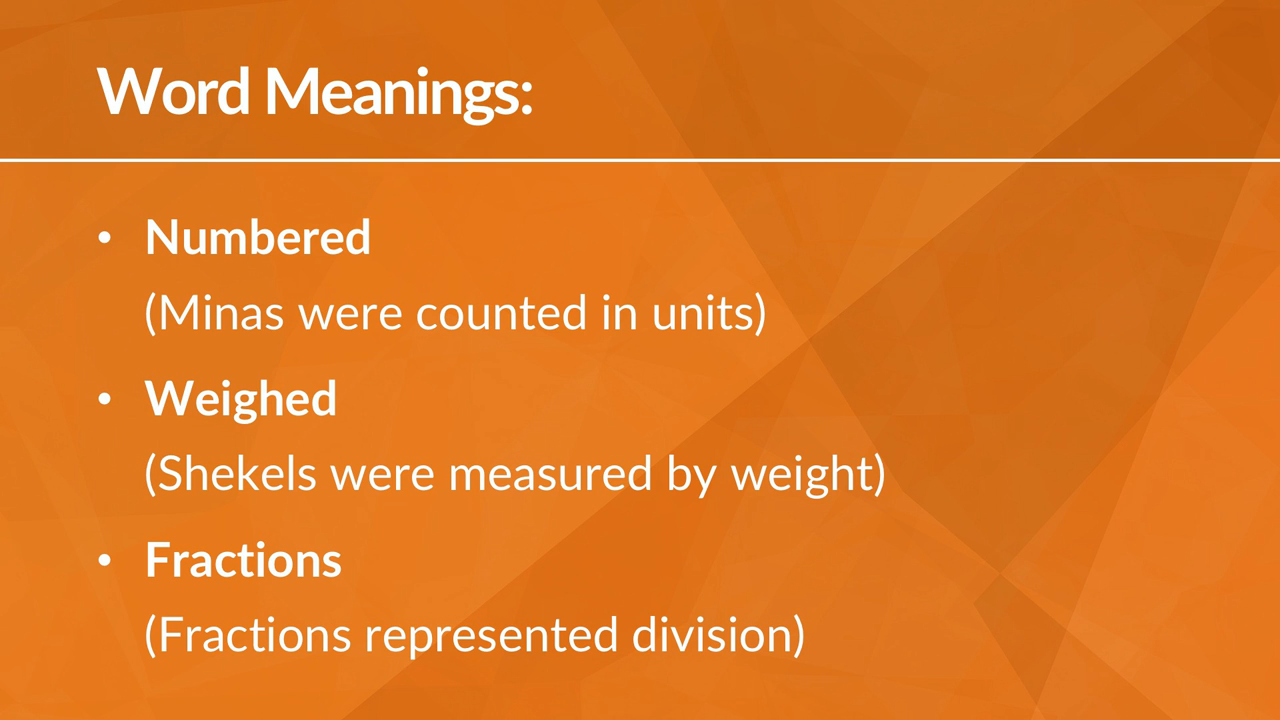 Word Meanings:
• Numbered
(Minas were counted in units)
• Weighed
(Shekels were measured by weight)
• Fractions
(Fractions represented division)